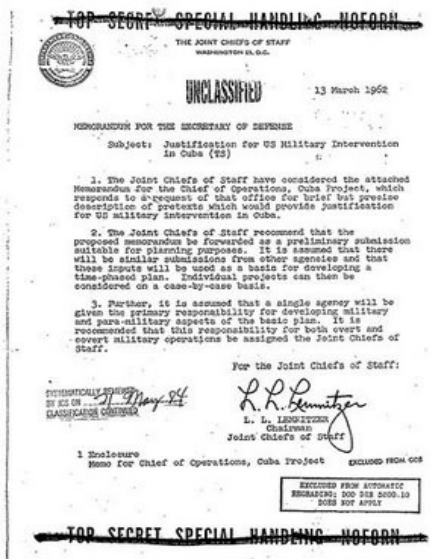 TOP SECRET SPECIAL HANDLING NOFORN
THE JOINT CHIEFS OF STAFF
WASHINGTON 25, D.C.
UNCLASSIFIED
13 March 1962
MEMORANDUM FOR THE SECRETARY OF DEFENSE
Subject: Justification for US Military Intervention
in Cuba (TS)
1. The Joint Chiefs of Staff have considered the attached
Memorandum for the Chief of Operations, Cuba Project, which
responds to a request of that office for brief but precise
description of pretexts which would provide justification
for US military intervention in Cuba.
2. The Joint Chiefs of Staff recommend that the
proposed memorandum be forwarded as a preliminary submission
suitable for planning purposes. It is assumed that there
will be similar submissions from other agencies and that
these inputs will be used as a basis for developing a
time-phased plan. Individual projects can then be
considered on a case-by-case basis.
3. Further, it is assumed that a single agency will be
given the primary responsibility for developing military
and para-military aspects of the basic plan. It is
recommended that this responsibility for both overt and
covert military operations be assigned the Joint Chiefs of
Staff.
For the Joint Chiefs of Staff:
SYSTEMATICALLY REVIEWED
BY JCS ON 21 May 84
CLASSIFICATION CONTINUED
L. L. Lemnitzer
L. L. LEMNITZER
Chairman
Joint Chiefs of Staff
1 Enclosure
Memo for Chief of Operations, Cuba Project
EXCLUDED FROM GDS
EXCLUDED FROM AUTOMATIC
REGRADING; DOD DIR 5200.10
DOES NOT APPLY
TOP SECRET SPECIAL HANDLING NOFORN